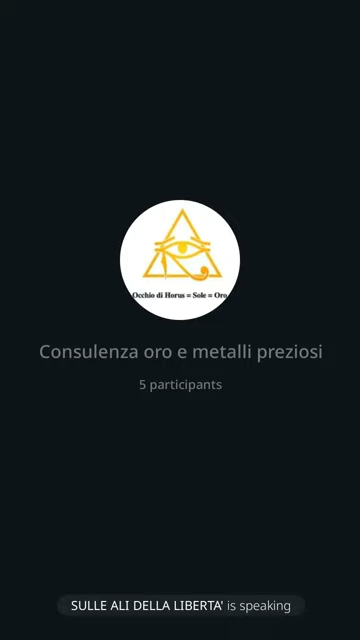 Occhio di Horus = Sole = Oro
Consulenza oro e metalli preziosi
5 participants
SULLE ALI DELLA LIBERTA' is speaking